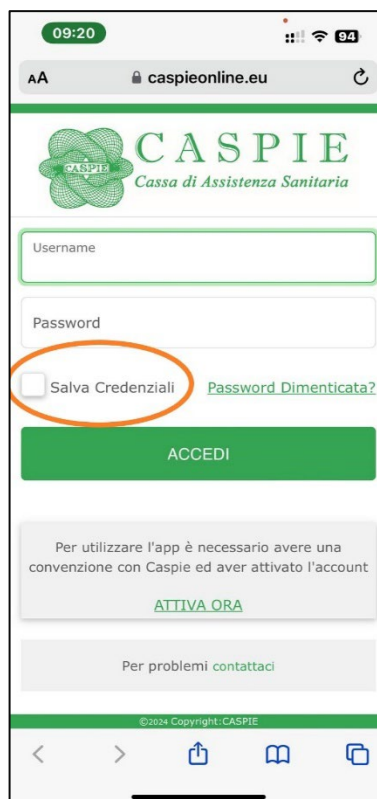 09:20
94
AA
caspieonline.eu
CASPIE
CASPIE
Cassa di Assistenza Sanitaria
Username
Password
Salva Credenziali
Password Dimenticata?
ACCEDI
Per utilizzare l'app è necessario avere una
convenzione con Caspie ed aver attivato l'account
ATTIVA ORA
Per problemi contattaci
©2024 Copyright:CASPIE